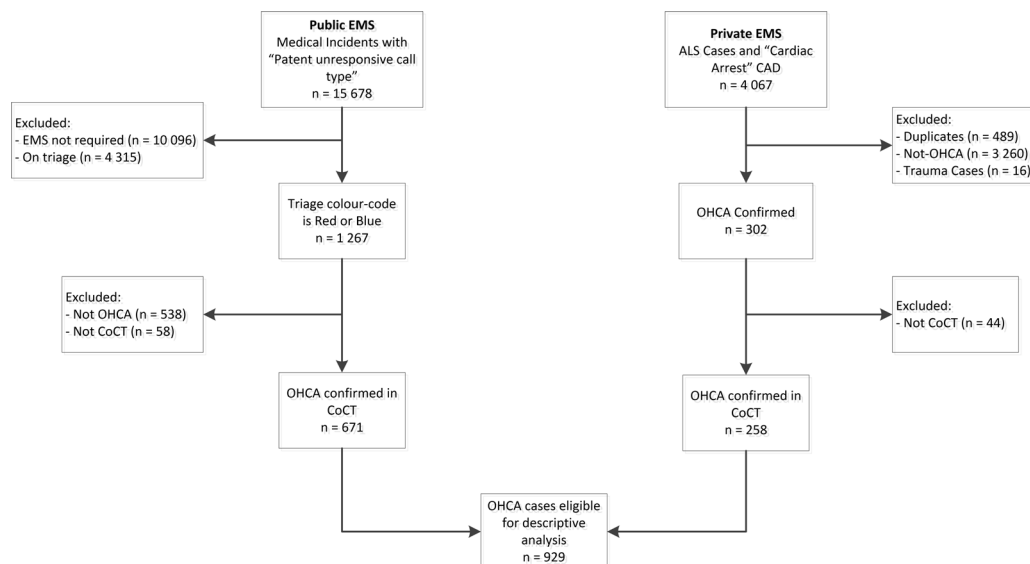 Public EMS
Medical Incidents with
“Patent unresponsive call
type”
n = 15 678
Private EMS
ALS Cases and “Cardiac
Arrest” CAD
n = 4 067
Excluded:
- EMS not required (n = 10 096)
- On triage (n = 4 315)
Excluded:
- Duplicates (n = 489)
- Not-OHCA (n = 3 260)
- Trauma Cases (n = 16)
Triage colour-code
is Red or Blue
n = 1 267
OHCA Confirmed
n = 302
Excluded:
- Not OHCA (n = 538)
- Not CoCT (n = 58)
Excluded:
- Not CoCT (n = 44)
OHCA confirmed in
CoCT
n = 671
OHCA confirmed in
CoCT
n = 258
OHCA cases eligible
for descriptive
analysis
n = 929